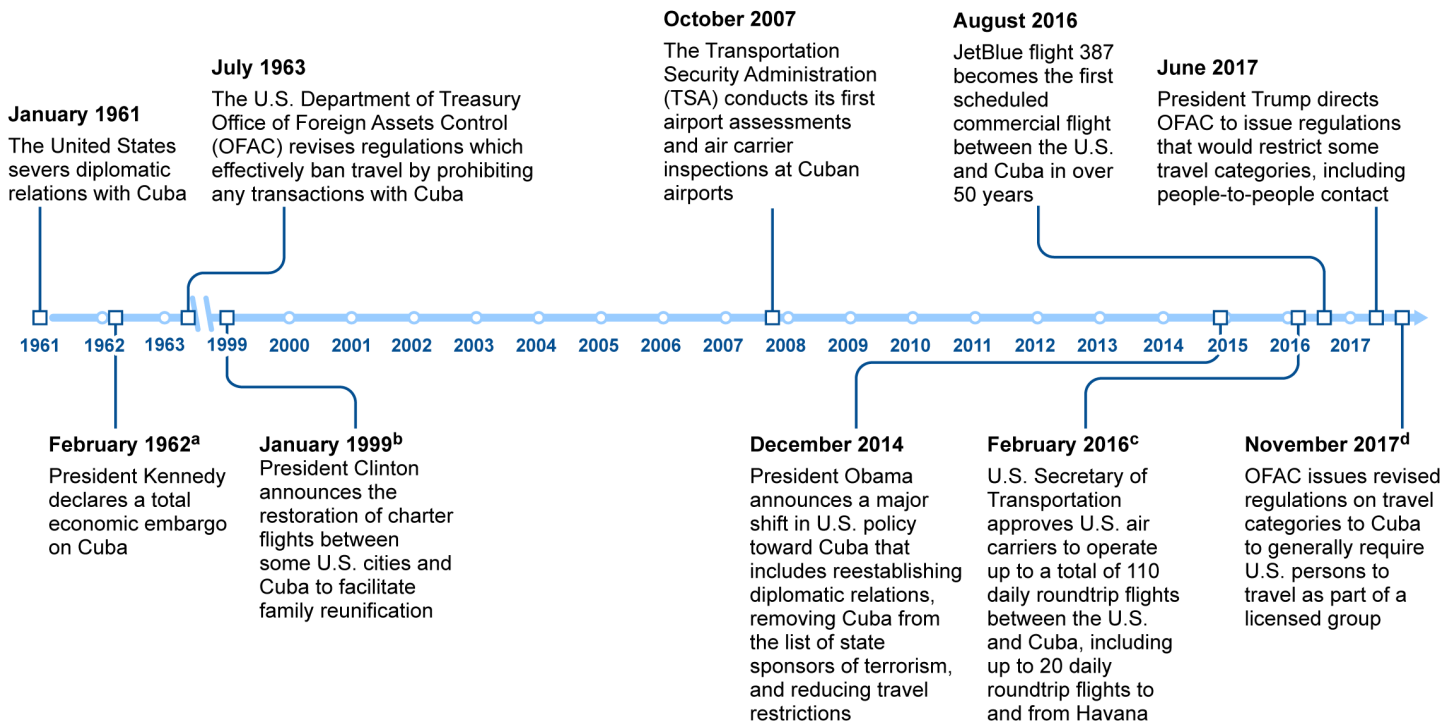 January 1961
The United States
severs diplomatic
relations with Cuba
July 1963
The U.S. Department of Treasury
Office of Foreign Assets Control
(OFAC) revises regulations which
effectively ban travel by prohibiting
any transactions with Cuba
October 2007
The Transportation
Security Administration
(TSA) conducts its first
airport assessments
and air carrier
inspections at Cuban
airports
August 2016
JetBlue flight 387
becomes the first
scheduled
commercial flight
between the U.S.
and Cuba in over
50 years
June 2017
President Trump directs
OFAC to issue regulations
that would restrict some
travel categories, including
people-to-people contact
1961 1962 1963 1999 2000 2001 2002 2003 2004 2005 2006 2007 2008 2009 2010 2011 2012 2013 2014 2015 2016 2017
February 1962a
President Kennedy
declares a total
economic embargo
on Cuba
January 1999b
President Clinton
announces the
restoration of charter
flights between
some U.S. cities and
Cuba to facilitate
family reunification
December 2014
President Obama
announces a major
shift in U.S. policy
toward Cuba that
includes reestablishing
diplomatic relations,
removing Cuba from
the list of state
sponsors of terrorism,
and reducing travel
restrictions
February 2016c
U.S. Secretary of
Transportation
approves U.S. air
carriers to operate
up to a total of 110
daily roundtrip flights
between the U.S.
and Cuba, including
up to 20 daily
roundtrip flights to
and from Havana
November 2017d
OFAC issues revised
regulations on travel
categories to Cuba
to generally require
U.S. persons to
travel as part of a
licensed group